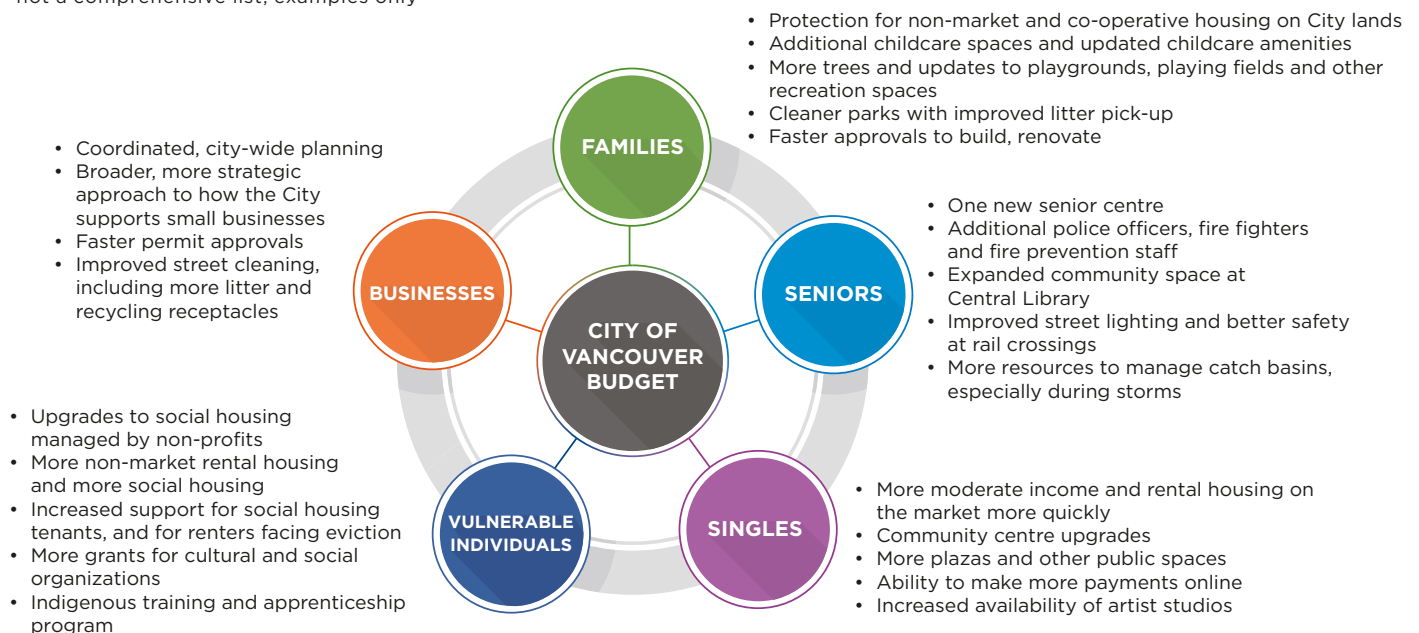 not a comprehensive list, examples only
• Protection for non-market and co-operative housing on City lands
• Additional childcare spaces and updated childcare amenities
• More trees and updates to playgrounds, playing fields and other
recreation spaces
• Cleaner parks with improved litter pick-up
• Faster approvals to build, renovate
FAMILIES
• Coordinated, city-wide planning
• Broader, more strategic
approach to how the City
supports small businesses
• Faster permit approvals
• Improved street cleaning,
including more litter and
recycling receptacles
BUSINESSES
• One new senior centre
• Additional police officers, fire fighters
and fire prevention staff
• Expanded community space at
Central Library
• Improved street lighting and better safety
at rail crossings
• More resources to manage catch basins,
especially during storms
SENIORS
CITY OF
VANCOUVER
BUDGET
• Upgrades to social housing
managed by non-profits
• More non-market rental housing
and more social housing
• Increased support for social housing
tenants, and for renters facing eviction
• More grants for cultural and social
organizations
• Indigenous training and apprenticeship
program
VULNERABLE
INDIVIDUALS
SINGLES
• More moderate income and rental housing on
the market more quickly
• Community centre upgrades
• More plazas and other public spaces
• Ability to make more payments online
• Increased availability of artist studios